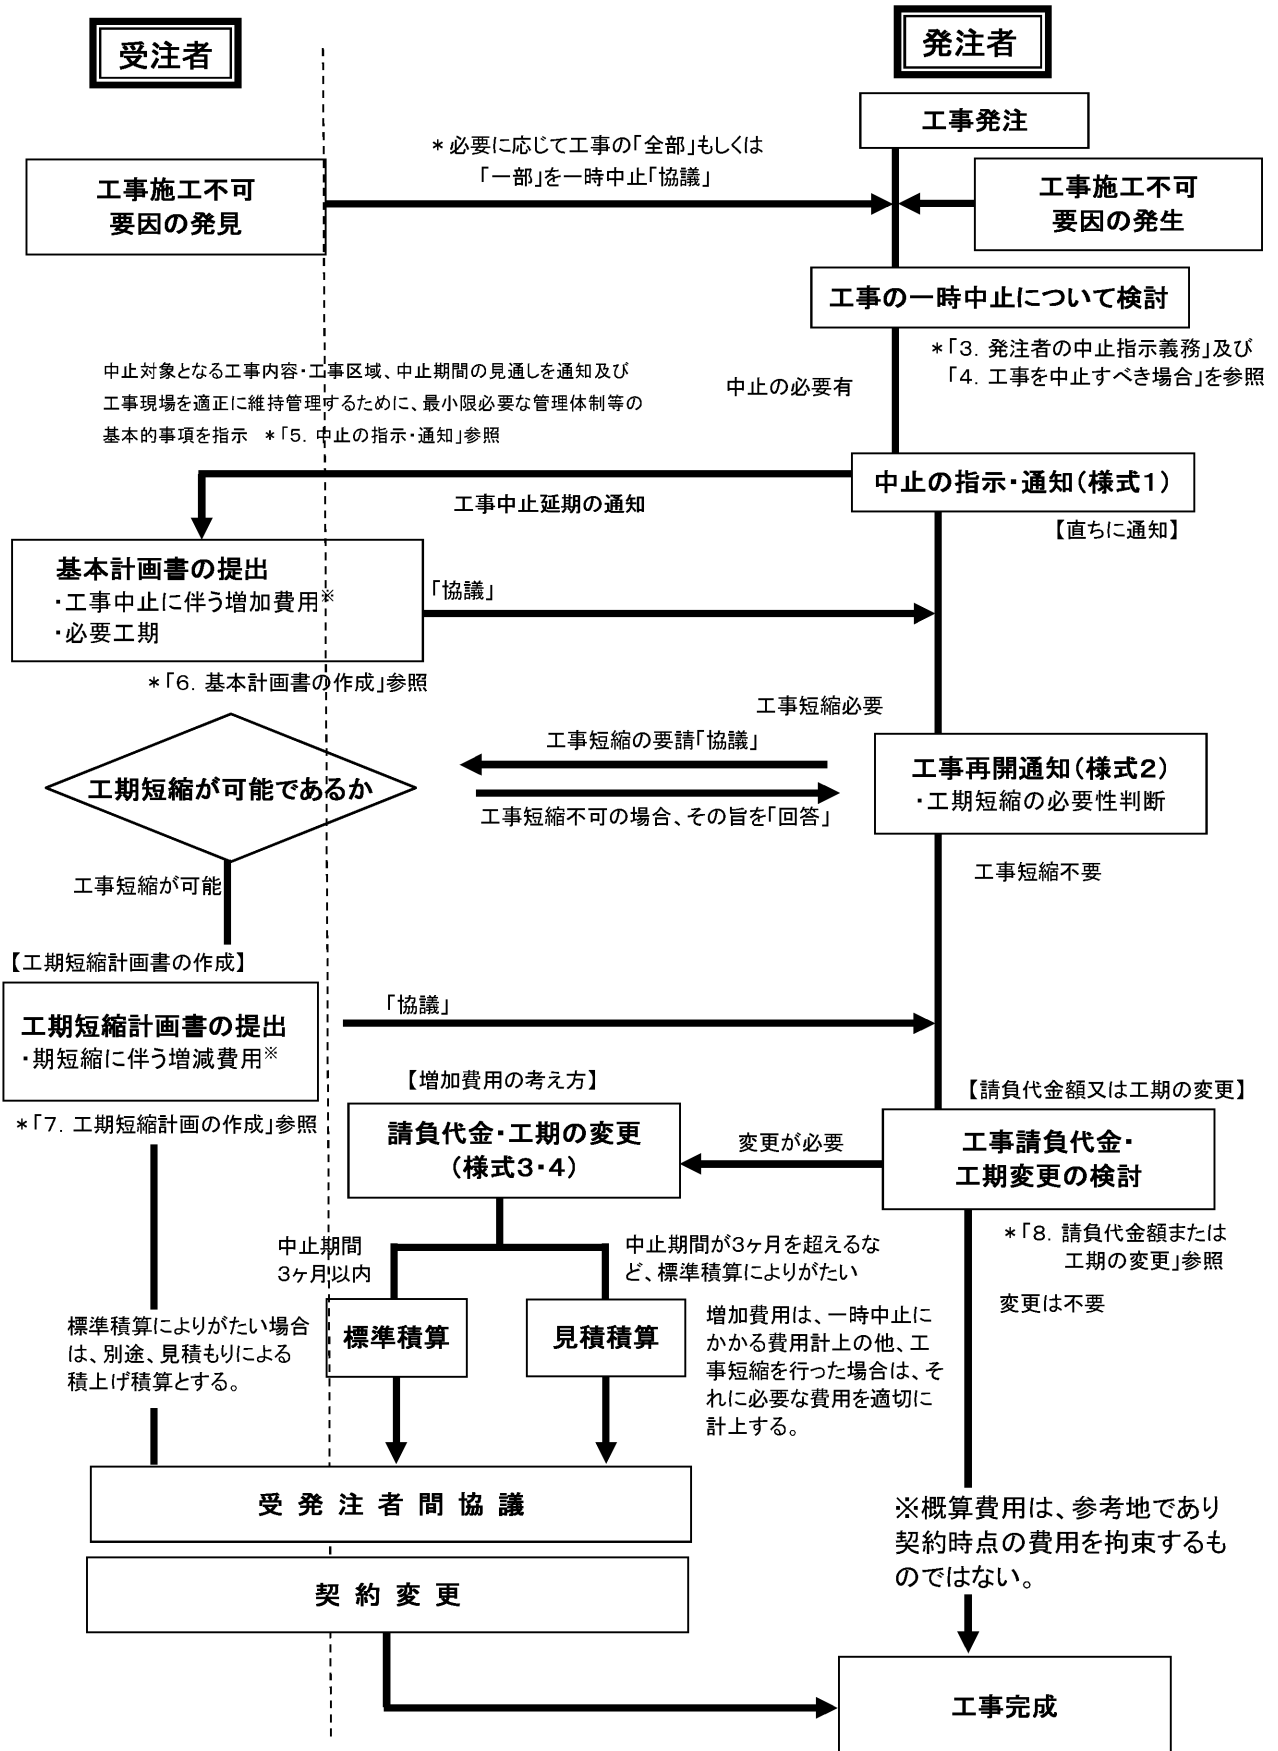 受注者
発注者
工事発注
＊必要に応じて工事の「全部」もしくは
「一部」を一時中止「協議」
工事施工不可
要因の発見
工事施工不可
要因の発生
工事の一時中止について検討
＊「3．発注者の中止指示義務」及び
「4．工事を中止すべき場合」を参照
中止対象となる工事内容・工事区域、中止期間の見通しを通知及び
工事現場を適正に維持管理するために、最小限必要な管理体制等の
基本的事項を指示　＊「5．中止の指示・通知」参照
中止の必要有
中止の指示・通知（様式1）
工事中止延期の通知
【直ちに通知】
基本計画書の提出
・工事中止に伴う増加費用※
・必要工期
「協議」
＊「6．基本計画書の作成」参照
工事短縮必要
工事短縮の要請「協議」
工期短縮が可能であるか
工事再開通知（様式2）
・工期短縮の必要性判断
工事短縮不可の場合、その旨を「回答」
工事短縮が可能
工事短縮不要
【工期短縮計画書の作成】
工期短縮計画書の提出
・期短縮に伴う増減費用※
「協議」
＊「7．工期短縮計画の作成」参照
【増加費用の考え方】
【請負代金額又は工期の変更】
請負代金・工期の変更
（様式3・4）
変更が必要
工事請負代金・
工期変更の検討
＊「8．請負代金額または
工期の変更」参照
中止期間
3ヶ月以内
中止期間が3ヶ月を超えるな
ど、標準積算によりがたい
変更は不要
標準積算によりがたい場合
は、別途、見積もりによる
積上げ積算とする。
標準積算
見積積算
増加費用は、一時中止に
かかる費用計上の他、工
事短縮を行った場合は、そ
れに必要な費用を適切に
計上する。
受発注者間協議
※概算費用は、参考地であり
契約時点の費用を拘束するも
のではない。
契約変更
工事完成